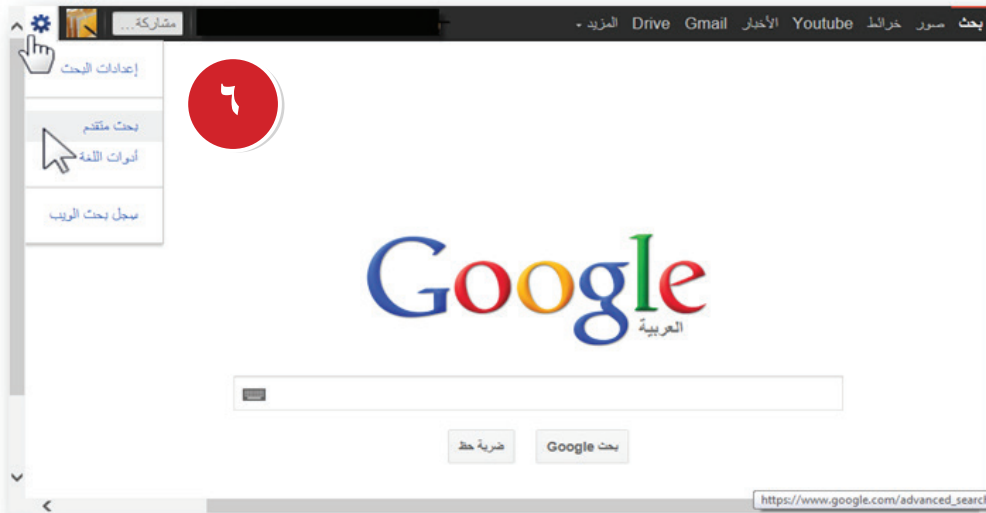 بحث صور خرائط Youtube الأخبار Gmail Drive المزيد
مشاركة...
إعدادات البحث
بحث متقدم
أدوات اللغة
سجل بحث الويب
٦
Google
العربية
بحث Google ضربة حظ
https://www.google.com/advanced_search